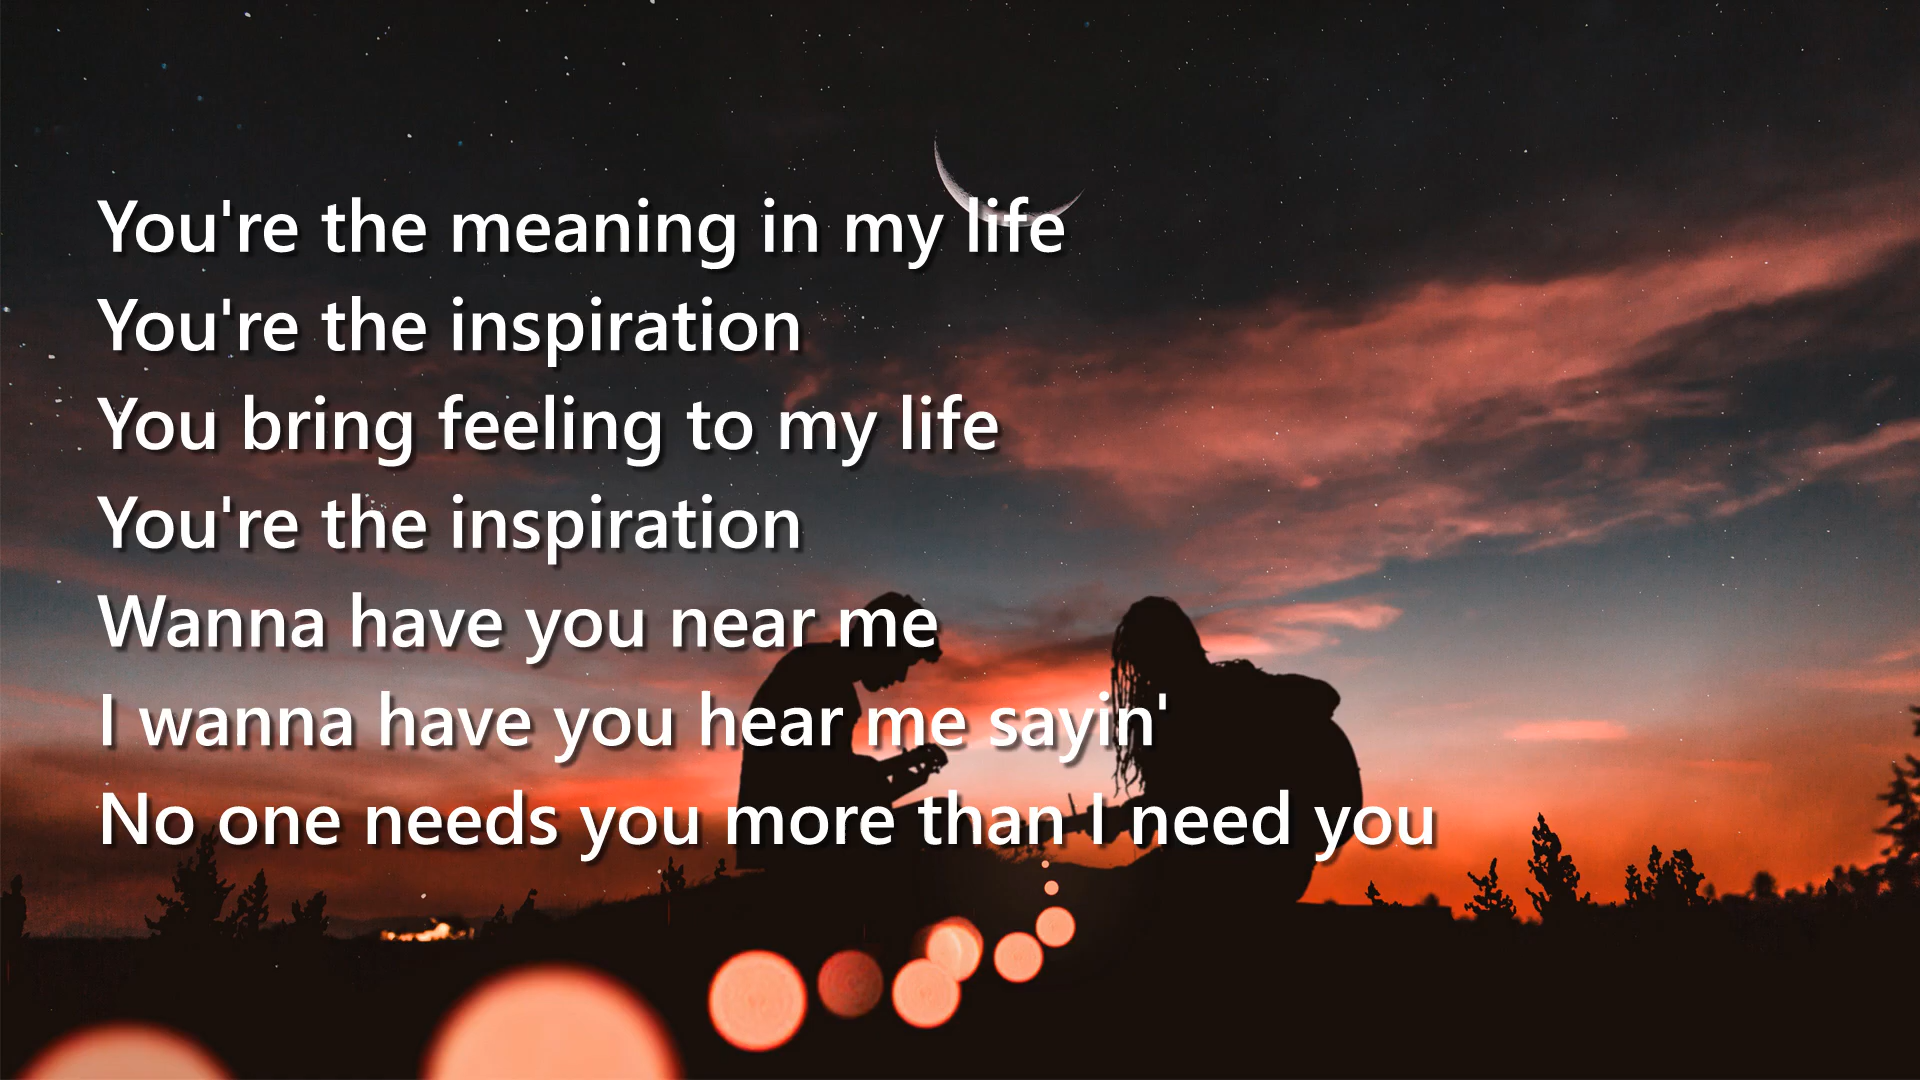 You're the meaning in my life
You're the inspiration
You bring feeling to my life
You're the inspiration
Wanna have you near me
I wanna have you hear me sayin'
No one needs you more than I need you